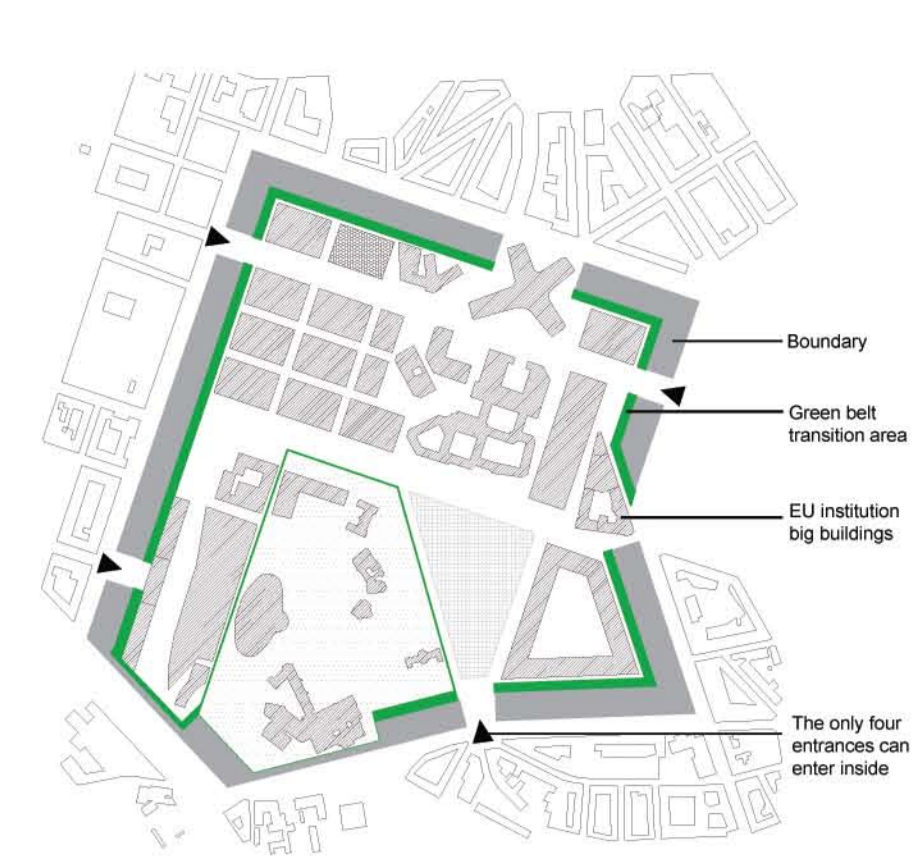 Boundary
Green belt
transition area
EU institution
big buildings
The only four
entrances can
enter inside